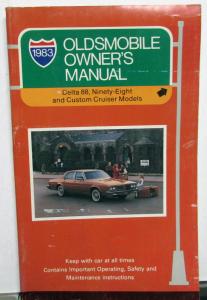 1983
OLDSMOBILE
OWNER'S
MANUAL
Delta 88, Ninety-Eight
and Custom Cruiser Models
Keep with car at all times
Contains Important Operating, Safety and
Maintenance Instructions